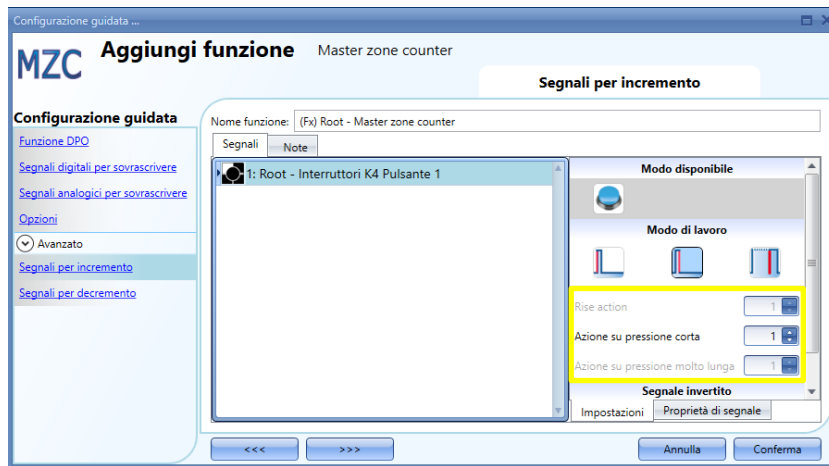 Configurazione guidata ...
MZC Aggiungi funzione Master zone counter
Segnali per incremento
Configurazione guidata
Funzione DPO
Segnali digitali per sovrascrivere
Segnali analogici per sovrascrivere
Opzioni
Avanzato
Segnali per incremento
Segnali per decremento
Nome funzione: (Fx) Root - Master zone counter
Segnali Note
1: Root - Interruttori K4 Pulsante 1
Modo disponibile
Modo di lavoro
Rise action 1
Azione su pressione corta 1
Azione su pressione molto lunga 1
Segnale invertito
Impostazioni Proprietà di segnale
<<< >>> Annulla Conferma